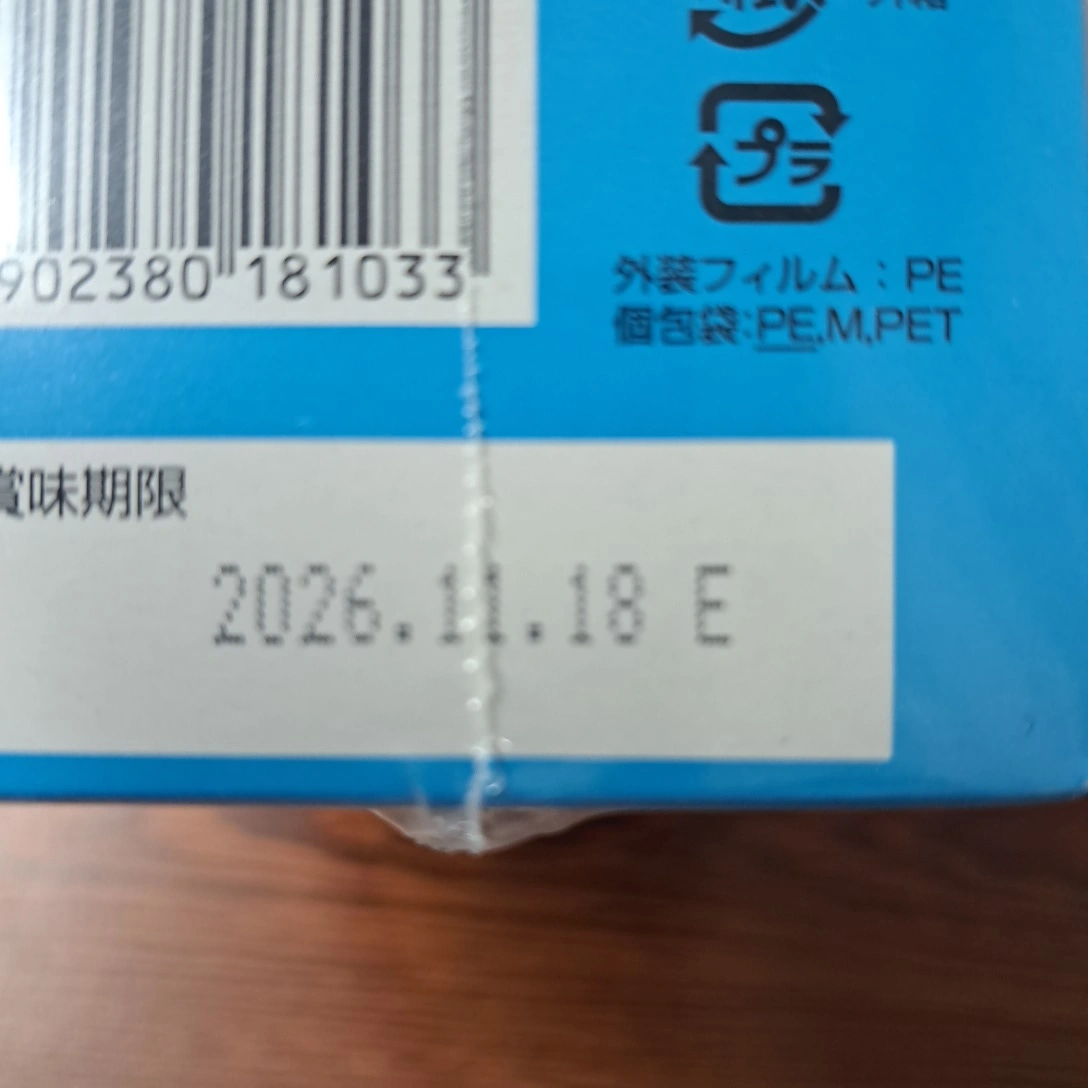 プラ
外装フィルム：PE
個包袋:PE,M,PET
902380 181033
賞味期限
2026.11.18 E